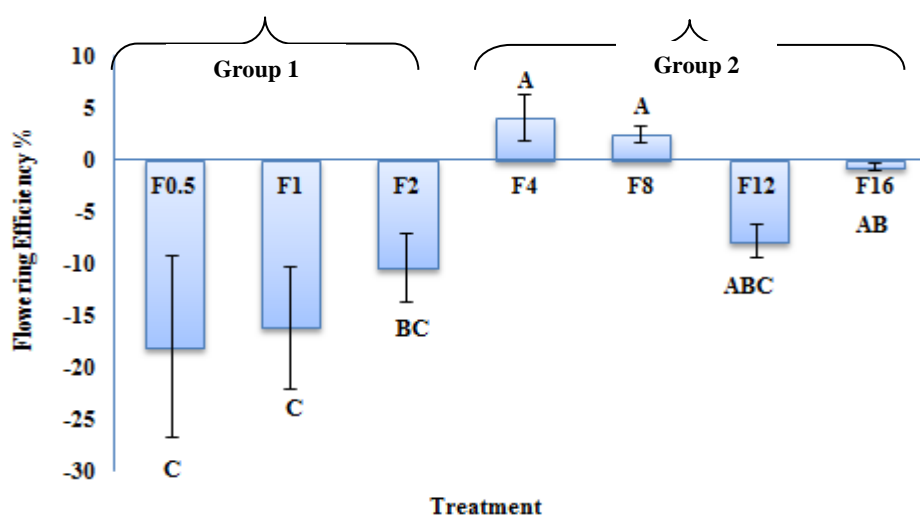 Group 1
Group 2
Flowering Efficiency %
10
5
0
-5
-10
-15
-20
-25
-30
F0.5
F1
F2
F4
F8
F12
F16
C
C
BC
A
A
ABC
AB
Treatment